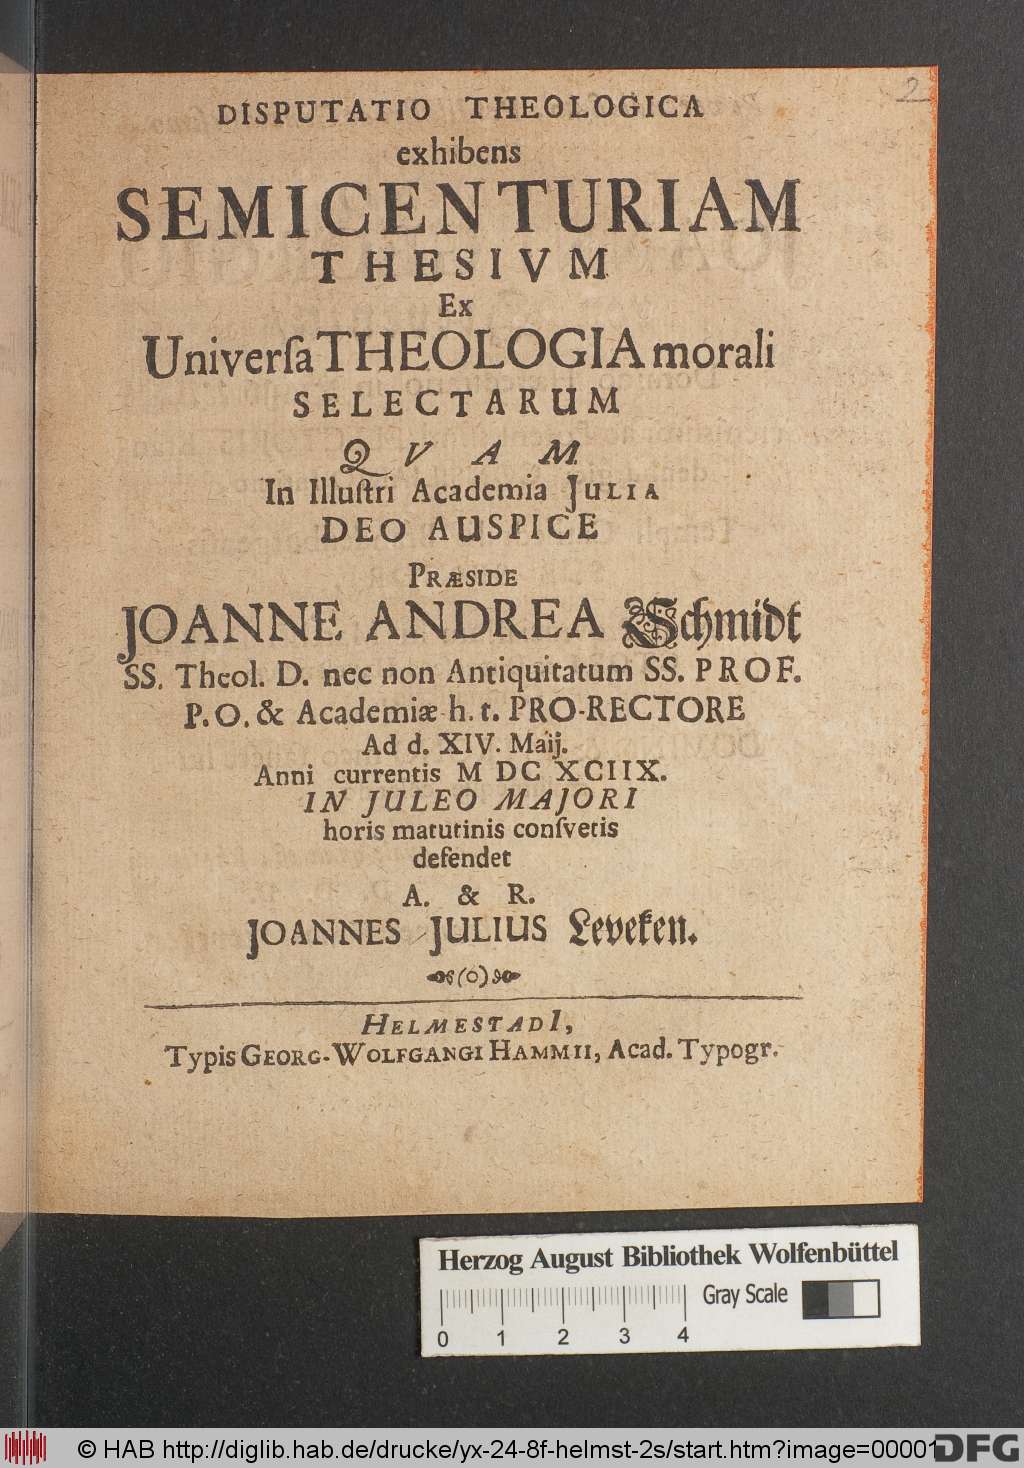 2
DISPUTATIO THEOLOGICA
exhibens
SEMICENTURIAM
THESIVM
Ex
Universa THEOLOGIA morali
SELECTARUM
QVAM
In Illuſtri Academia JULIA
DEO AUSPICE
PRÆSIDE
JOANNE ANDREA Schmidt
SS. Theol. D. nec non Antiquitatum SS. PROF.
P.O. & Academiæ h. t. PRO-RECTORE
Ad d. XIV. Maij.
Anni currentis M DC XCIIX.
IN JULEO MAJORI
horis matutinis conſvetis
defendet
A. & R.
JOANNES JULIUS Leveken.
(o)
HELMESTADI,
Typis GEORG-WOLFGANGI HAMMII, Acad. Typogr.
Herzog August Bibliothek Wolfenbüttel
Gray Scale
0 1 2 3 4
© HAB http://diglib.hab.de/drucke/yx-24-8f-helmst-2s/start.htm?image=00001
DFG